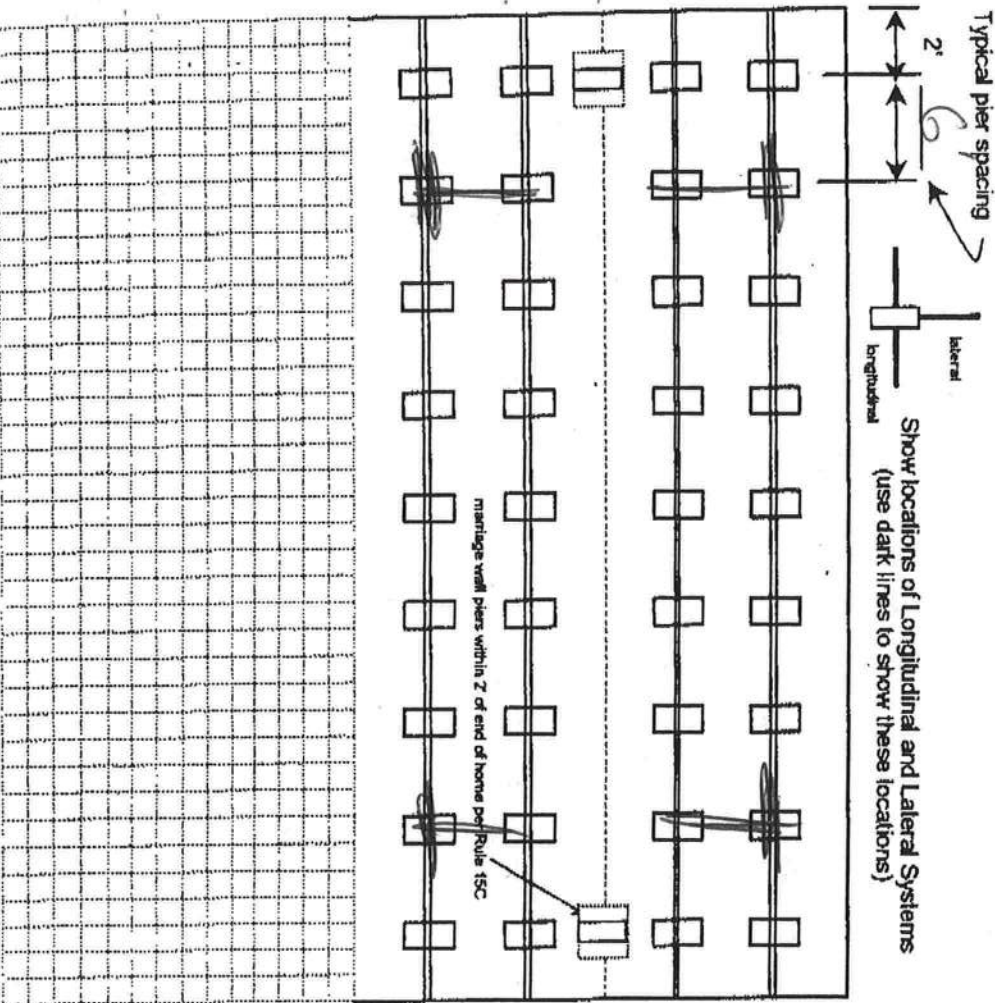 Typical pier spacing
2'
6
lateral
longitudinal
Show locations of Longitudinal and Lateral Systems
(use dark lines to show these locations)
marriage wall piers within 2' of end of home per Rule 15C